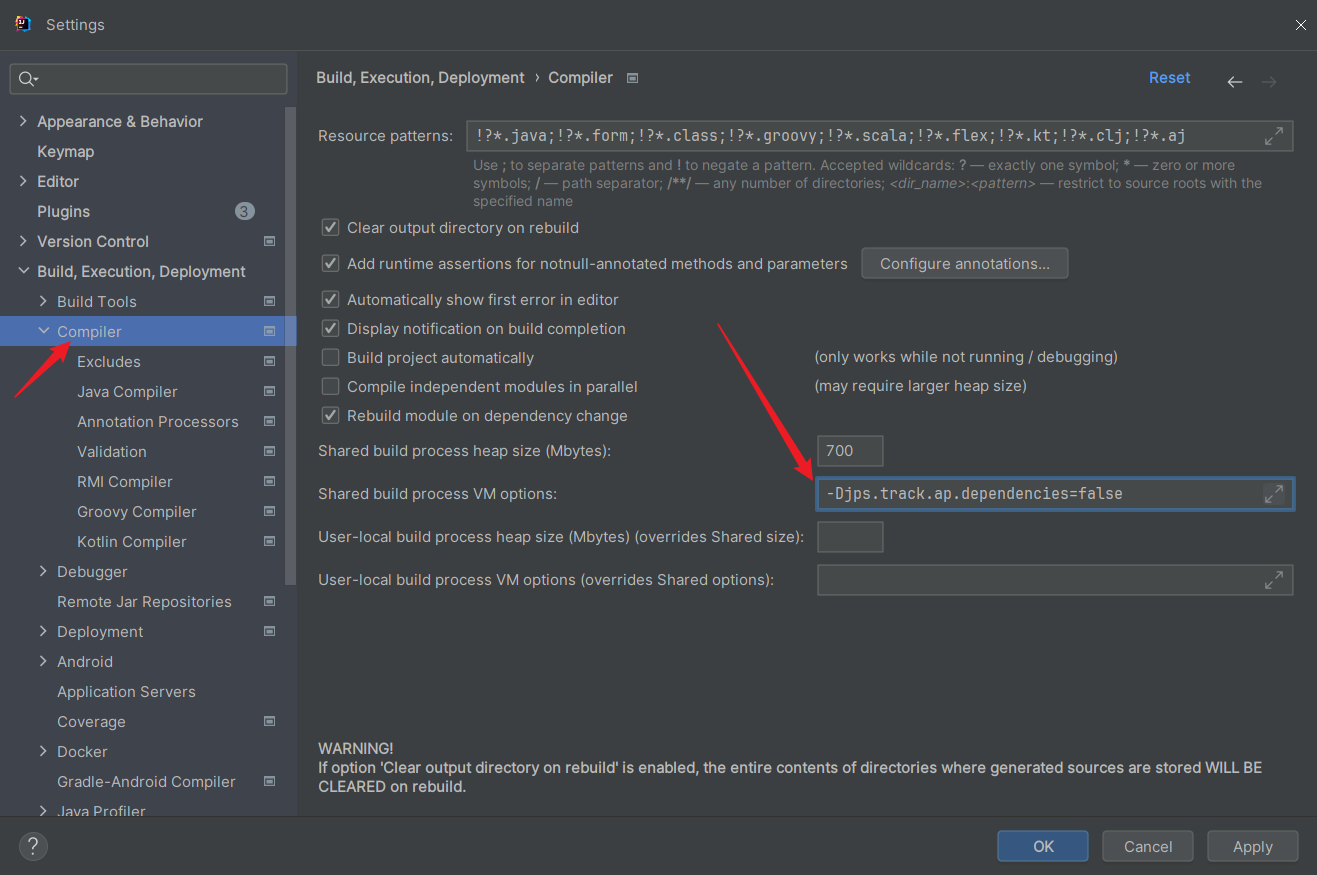 Settings
Appearance & Behavior
Keymap
Editor
Plugins 3
Version Control
Build, Execution, Deployment
Build Tools
Compiler
Excludes
Java Compiler
Annotation Processors
Validation
RMI Compiler
Groovy Compiler
Kotlin Compiler
Debugger
Remote Jar Repositories
Deployment
Android
Application Servers
Coverage
Docker
Gradle-Android Compiler
Java Profiler
Build, Execution, Deployment › Compiler
Reset
Resource patterns: !?*.java;!?*.form;!?*.class;!?*.groovy;!?*.scala;!?*.flex;!?*.kt;!?*.clj;!?*.aj
Use ; to separate patterns and ! to negate a pattern. Accepted wildcards: ? — exactly one symbol; * — zero or more
symbols; / — path separator; /**/ — any number of directories; <dir_name>:<pattern> — restrict to source roots with the
specified name
Clear output directory on rebuild
Add runtime assertions for notnull-annotated methods and parameters Configure annotations...
Automatically show first error in editor
Display notification on build completion
Build project automatically (only works while not running / debugging)
Compile independent modules in parallel (may require larger heap size)
Rebuild module on dependency change
Shared build process heap size (Mbytes): 700
Shared build process VM options: -Djps.track.ap.dependencies=false
User-local build process heap size (Mbytes) (overrides Shared size):
User-local build process VM options (overrides Shared options):
WARNING!
If option 'Clear output directory on rebuild' is enabled, the entire contents of directories where generated sources are stored WILL BE
CLEARED on rebuild.
? OK Cancel Apply